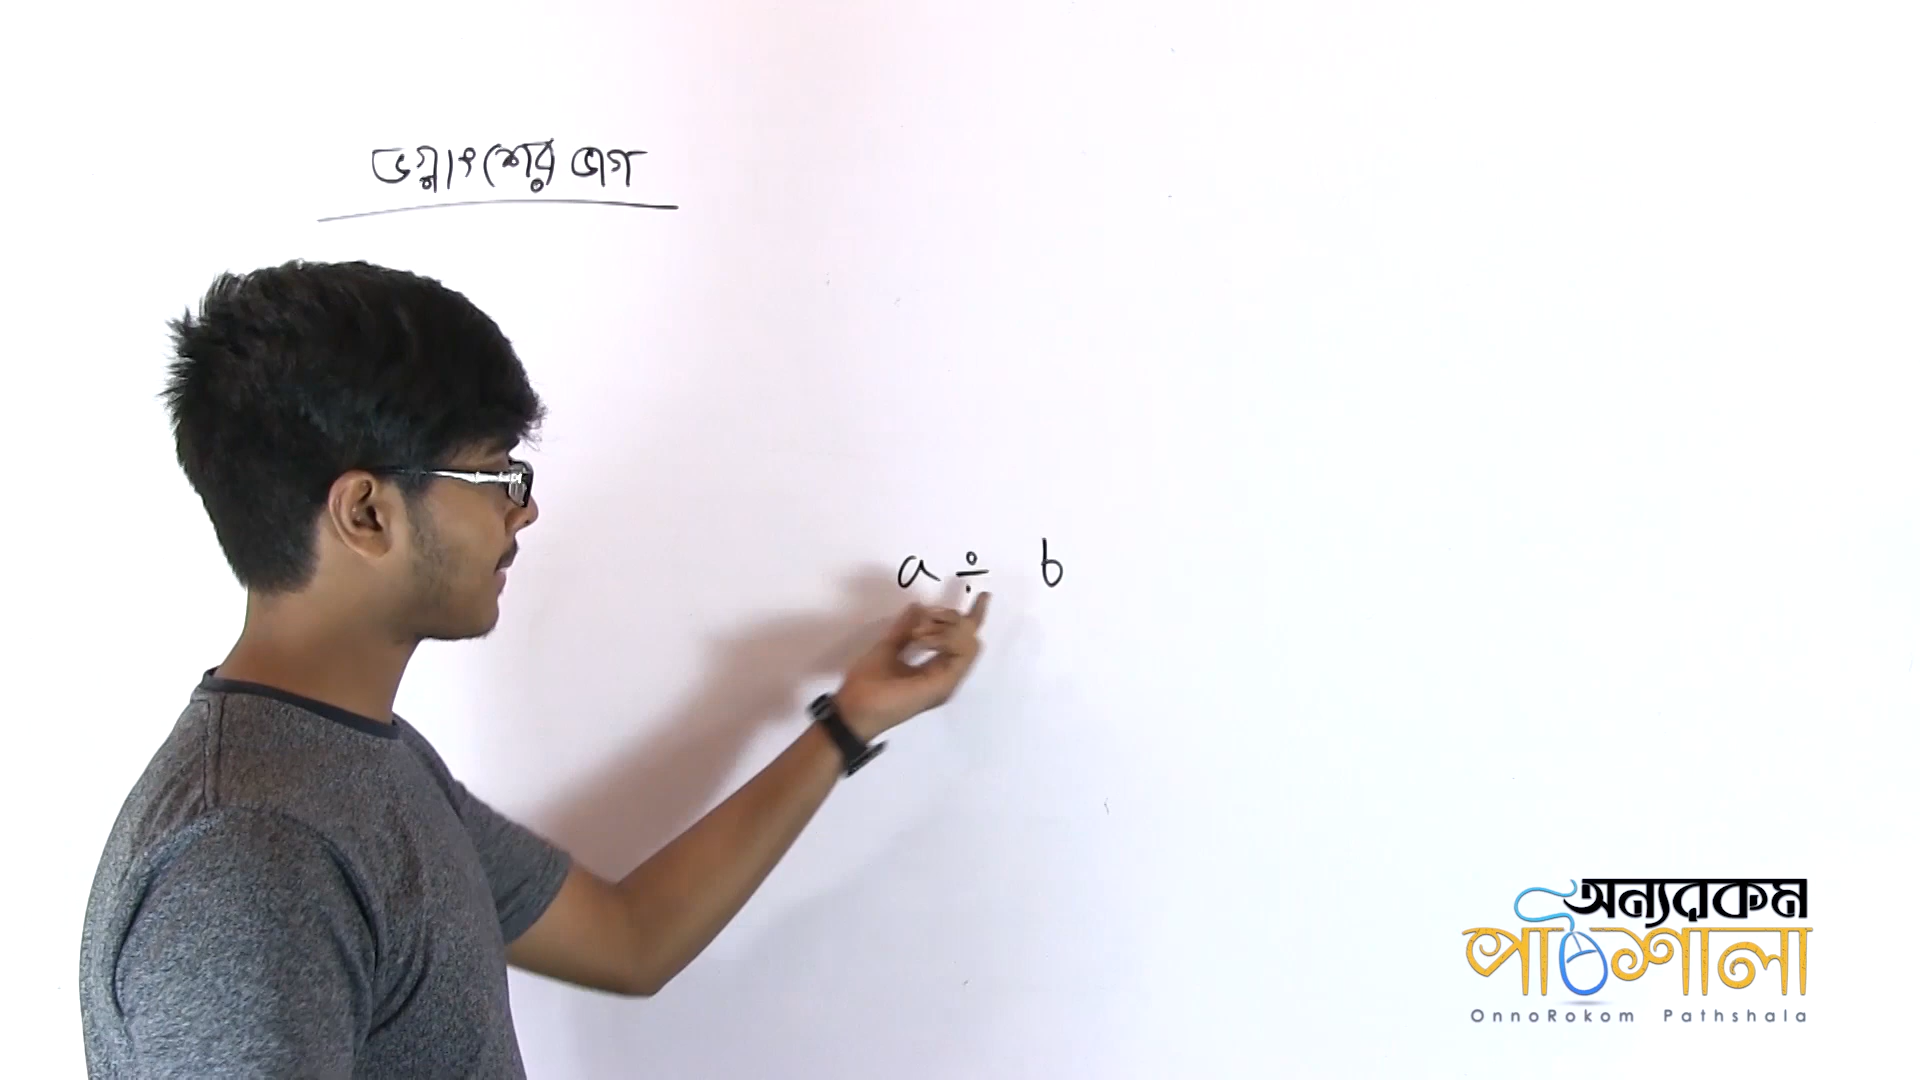 ভগ্নাংশের ভাগ
a ÷ b
অন্যরকম
পাঠশালা
OnnoRokom Pathshala